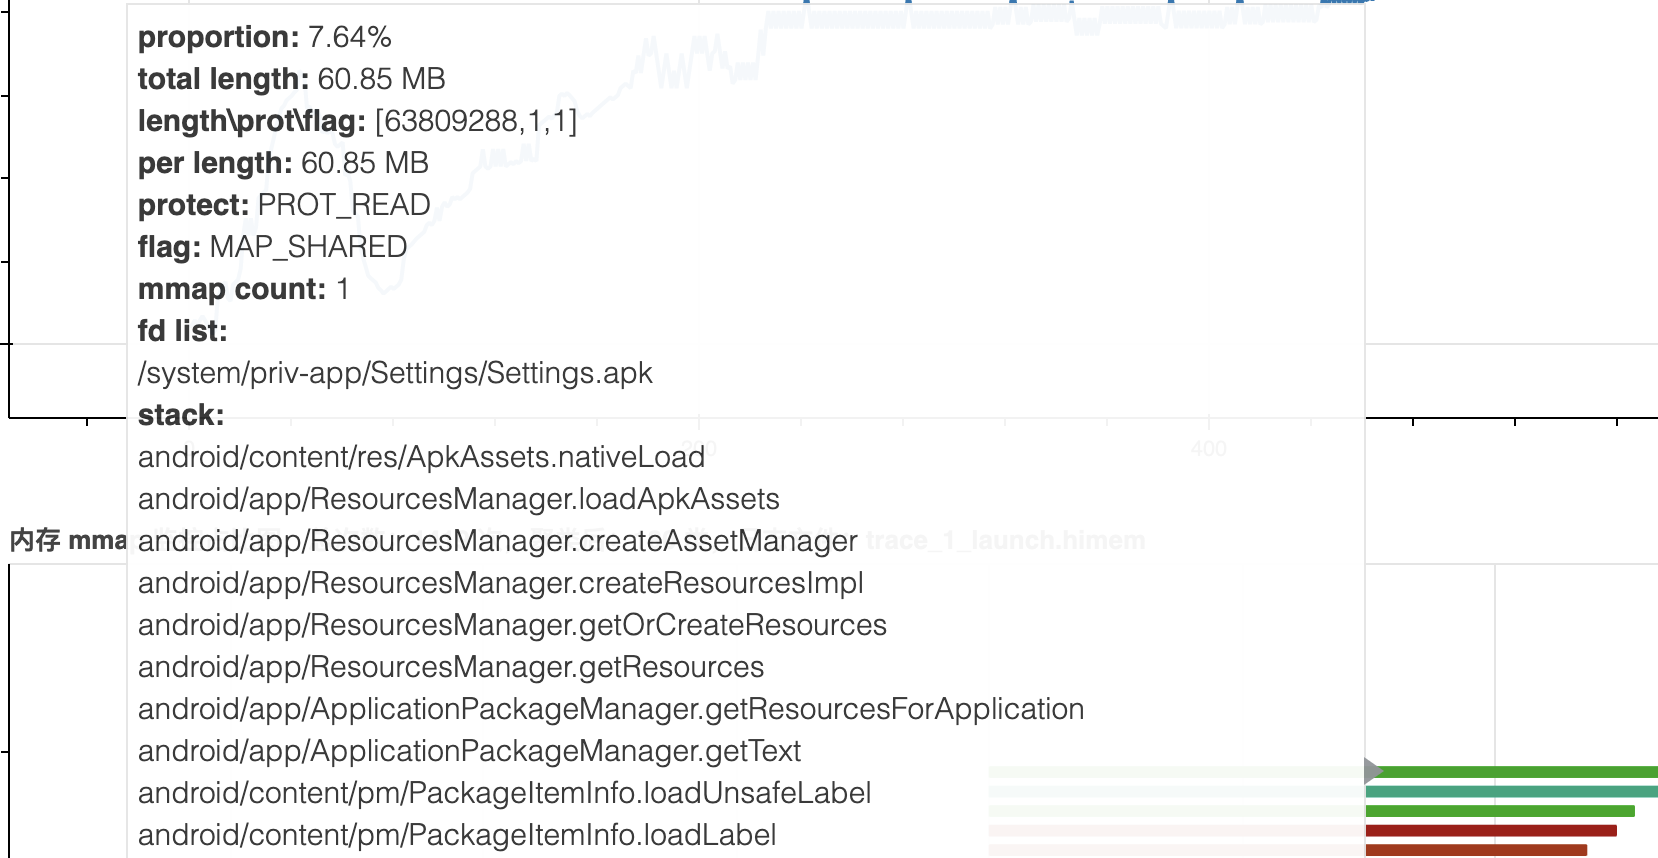 proportion: 7.64%
total length: 60.85 MB
length\prot\flag: [63809288,1,1]
per length: 60.85 MB
protect: PROT_READ
flag: MAP_SHARED
mmap count: 1
fd list:
/system/priv-app/Settings/Settings.apk
stack:
200
400
android/content/res/ApkAssets.nativeLoad
android/app/ResourcesManager.loadApkAssets
内存 mma
trace_1_launch.himem
android/app/ResourcesManager.createAssetManager
android/app/ResourcesManager.createResourcesImpl
android/app/ResourcesManager.getOrCreateResources
android/app/ResourcesManager.getResources
android/app/ApplicationPackageManager.getResourcesForApplication
android/app/ApplicationPackageManager.getText
android/content/pm/PackageItemInfo.loadUnsafeLabel
android/content/pm/PackageItemInfo.loadLabel